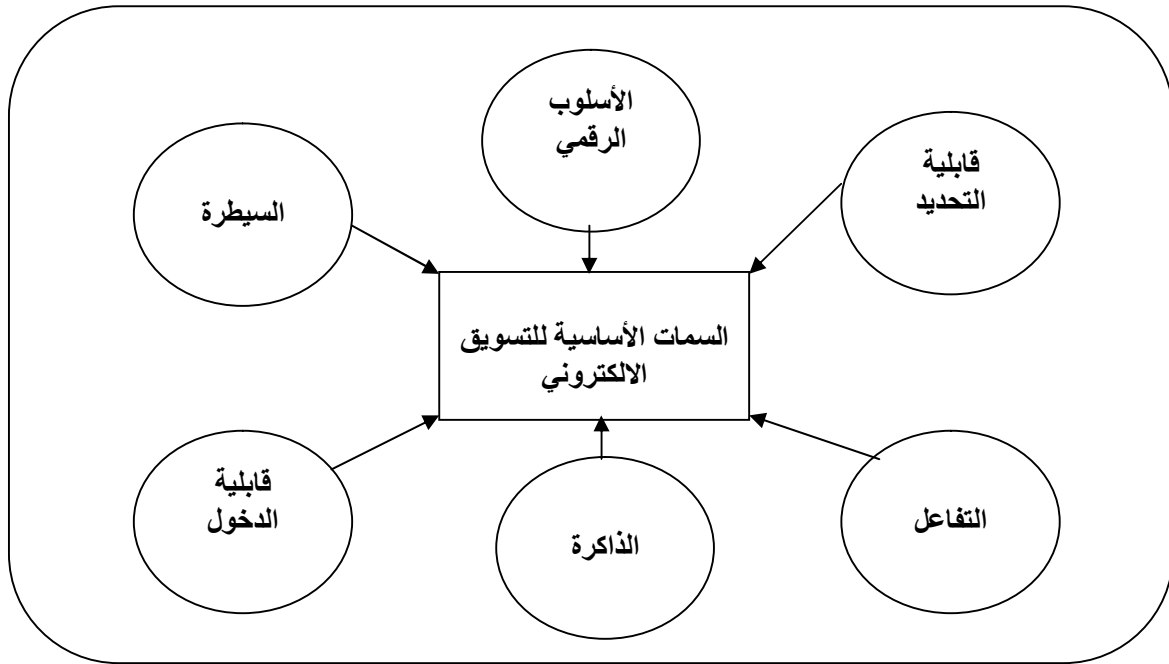 الأسلوب
الرقمي
قابلية
التحديد
السيطرة
السمات الأساسية للتسويق
الالكتروني
قابلية
الدخول
الذاكرة
التفاعل